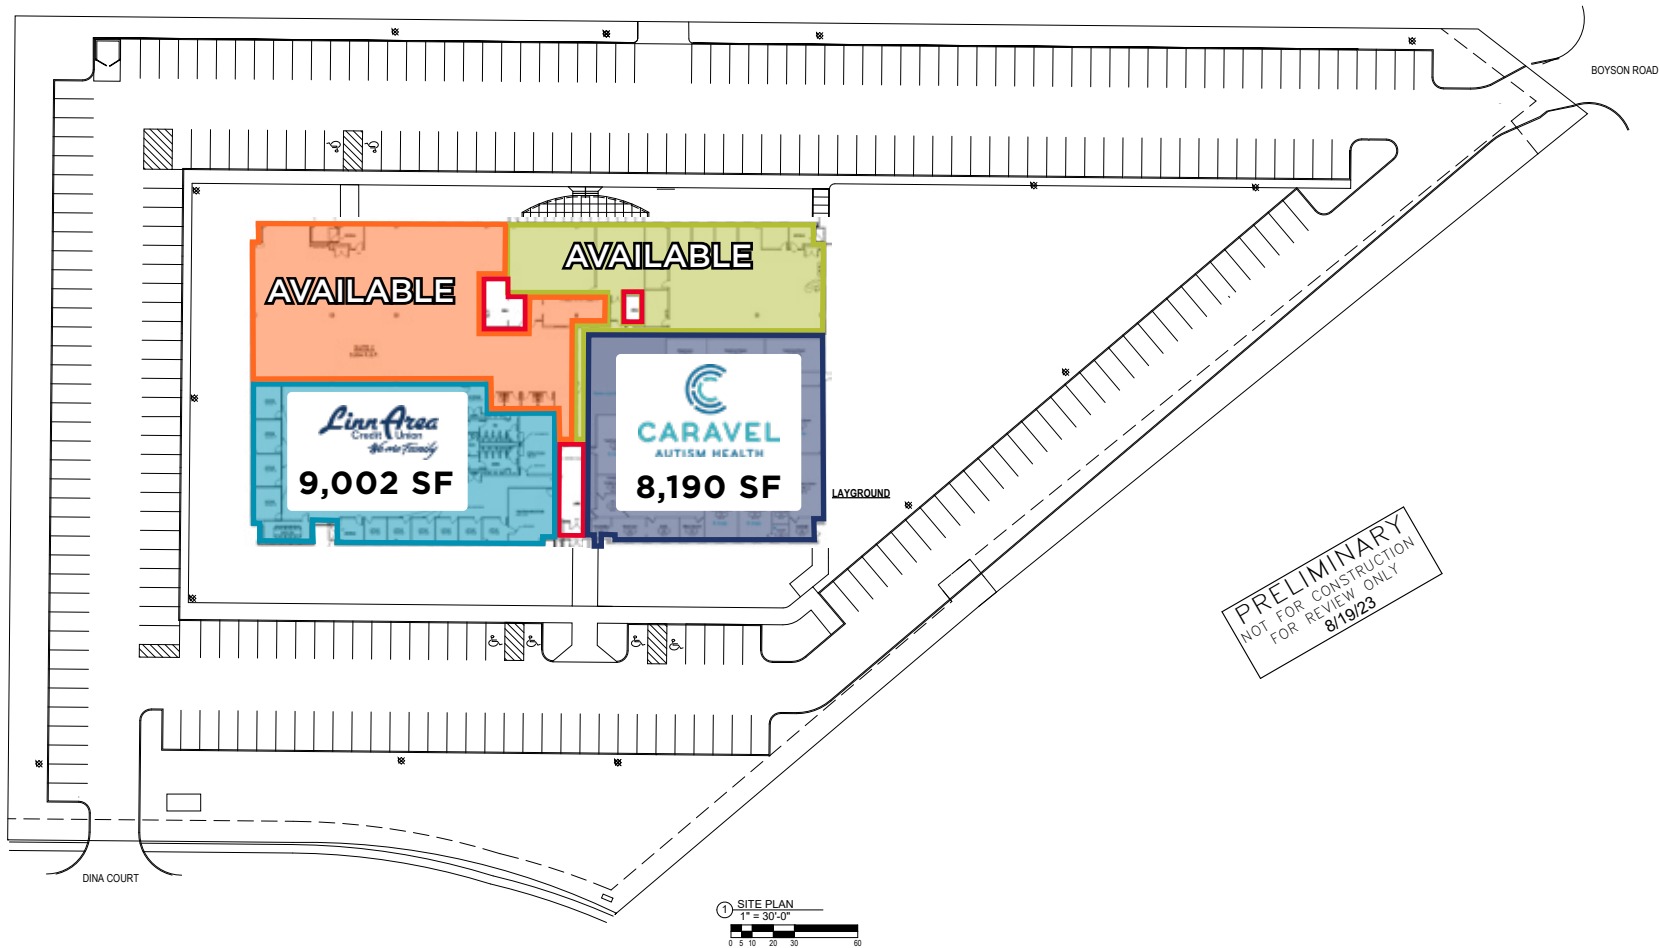 BOYSON ROAD
AVAILABLE
AVAILABLE
Linn Area
Credit Union
We are Family
9,002 SF
CARAVEL
AUTISM HEALTH
8,190 SF
LAYGROUND
PRELIMINARY
NOT FOR CONSTRUCTION
FOR REVIEW ONLY
8/19/23
DINA COURT
1 SITE PLAN
1" = 30'-0"
0 5 10 20 30 60